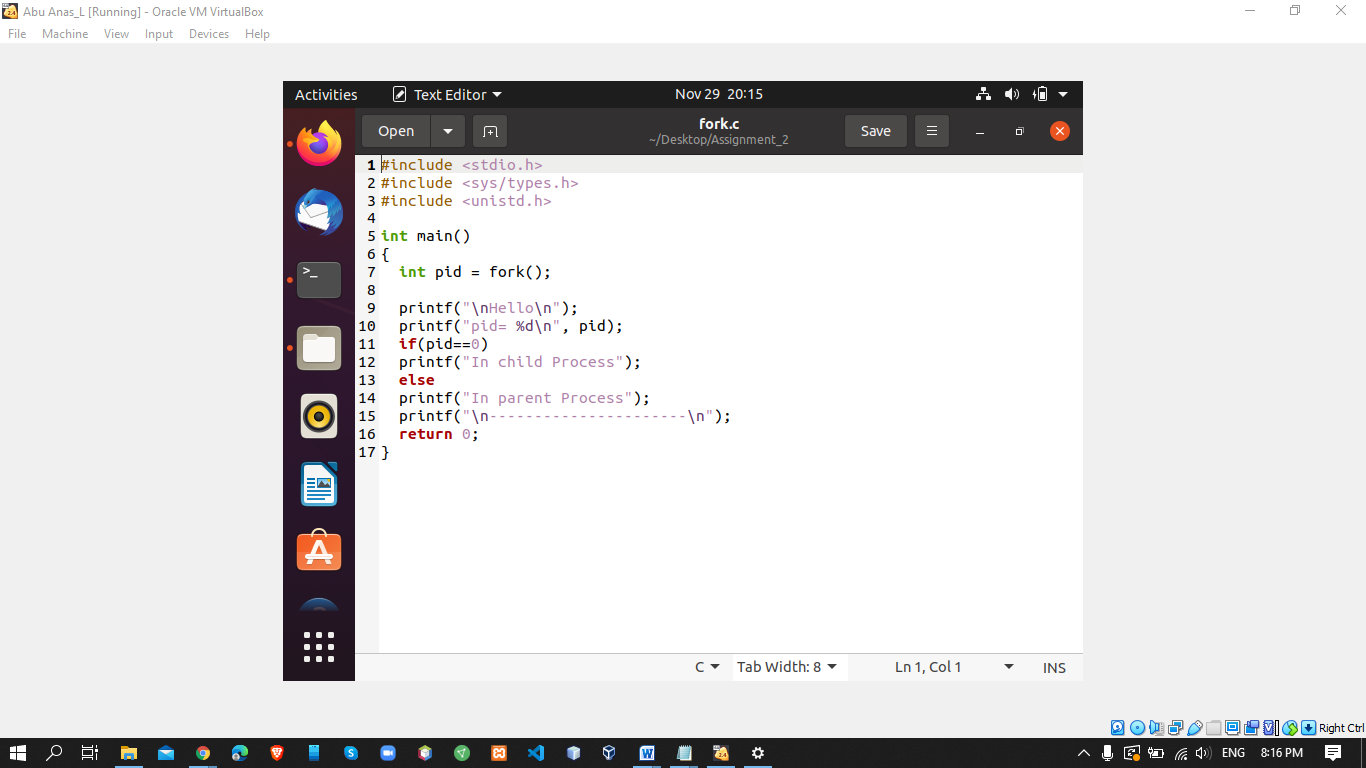 Abu Anas_L [Running] - Oracle VM VirtualBox
File Machine View Input Devices Help
Activities Text Editor Nov 29 20:15
Open fork.c Save
~/Desktop/Assignment_2
1 #include <stdio.h>
2 #include <sys/types.h>
3 #include <unistd.h>
4
5 int main()
6 {
7   int pid = fork();
8
9   printf("\nHello\n");
10   printf("pid= %d\n", pid);
11   if(pid==0)
12   printf("In child Process");
13   else
14   printf("In parent Process");
15   printf("\n----------------------\n");
16   return 0;
17 }
C Tab Width: 8 Ln 1, Col 1 INS
Right Ctrl
ENG 8:16 PM